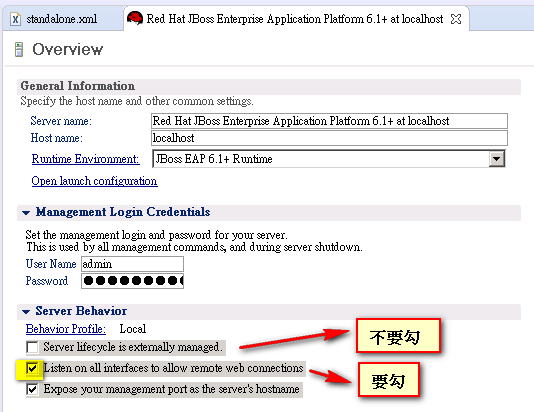 standalone.xml
Red Hat JBoss Enterprise Application Platform 6.1+ at localhost
Overview
General Information
Specify the host name and other common settings.
Server name: Red Hat JBoss Enterprise Application Platform 6.1+ at localhost
Host name: localhost
Runtime Environment: JBoss EAP 6.1+ Runtime
Open launch configuration
Management Login Credentials
Set the management login and password for your server.
This is used by all management commands, and during server shutdown.
User Name admin
Password ●●●●●●●●●●
Server Behavior
Behavior Profile: Local
Server lifecycle is externally managed.
不要勾
Listen on all interfaces to allow remote web connections
要勾
Expose your management port as the server's hostname